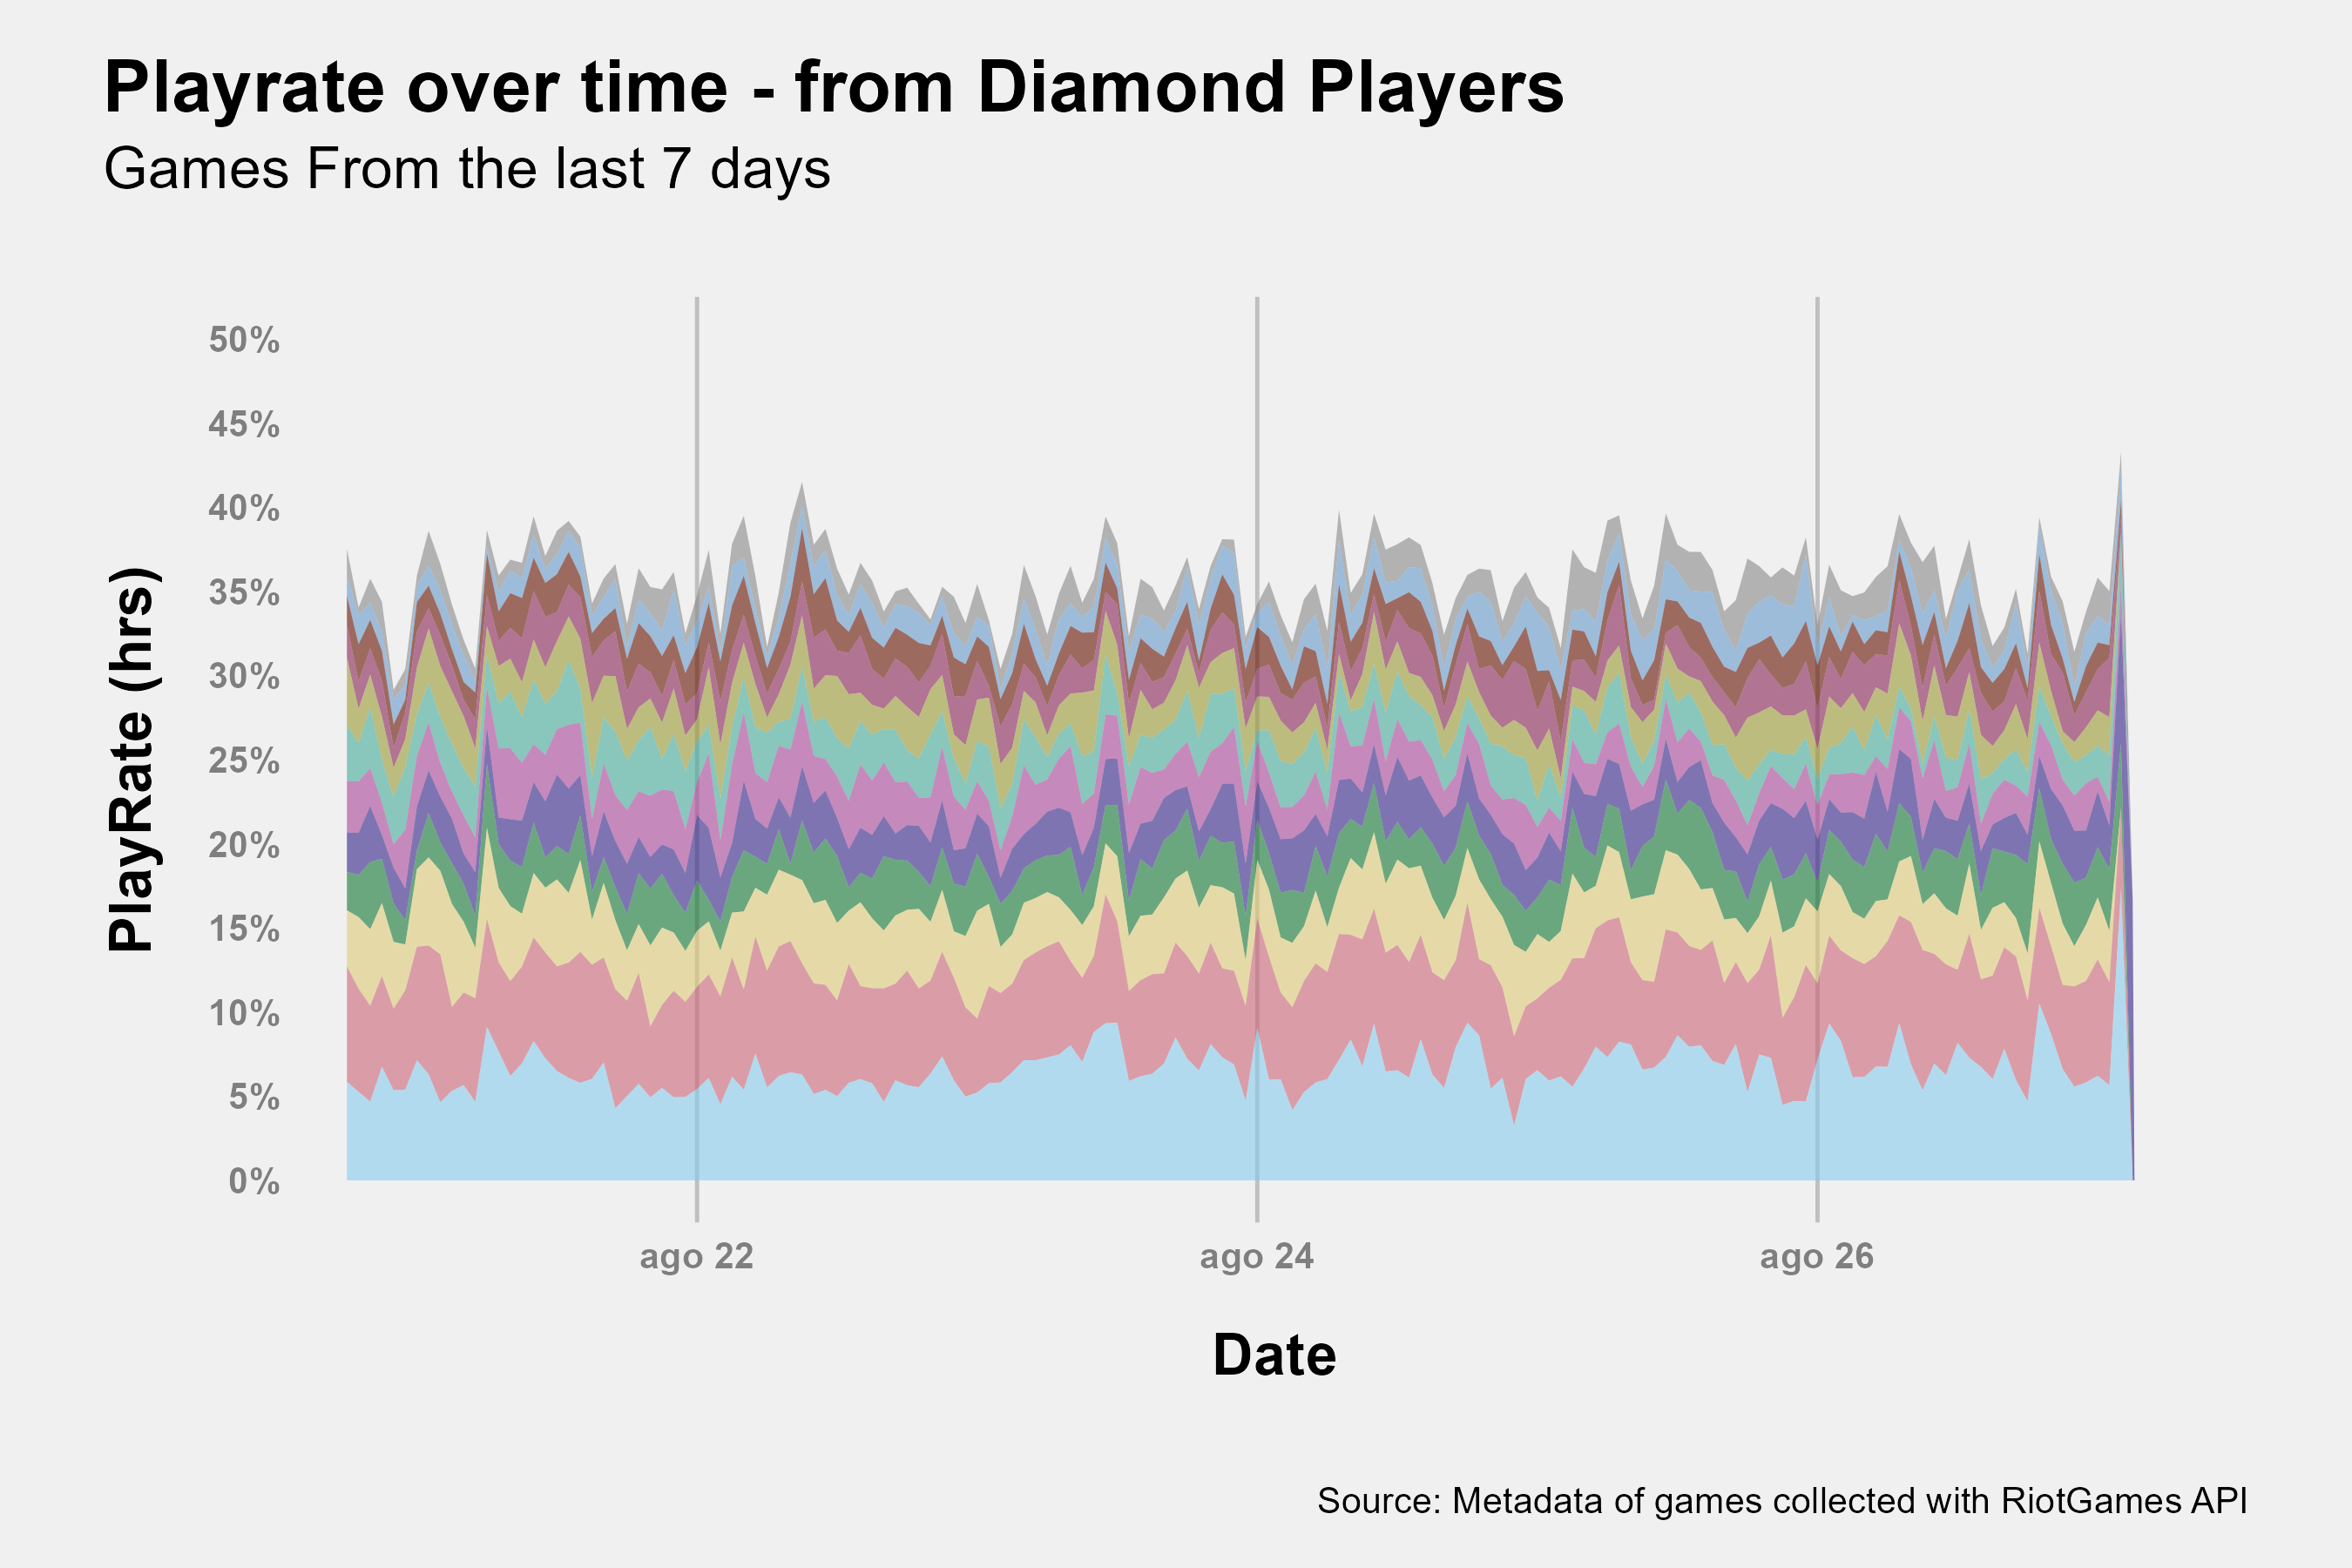 Playrate over time - from Diamond Players
Games From the last 7 days
50%
45%
40%
35%
30%
25%
20%
15%
10%
5%
0%
PlayRate (hrs)
ago 22
ago 24
ago 26
Date
Source: Metadata of games collected with RiotGames API